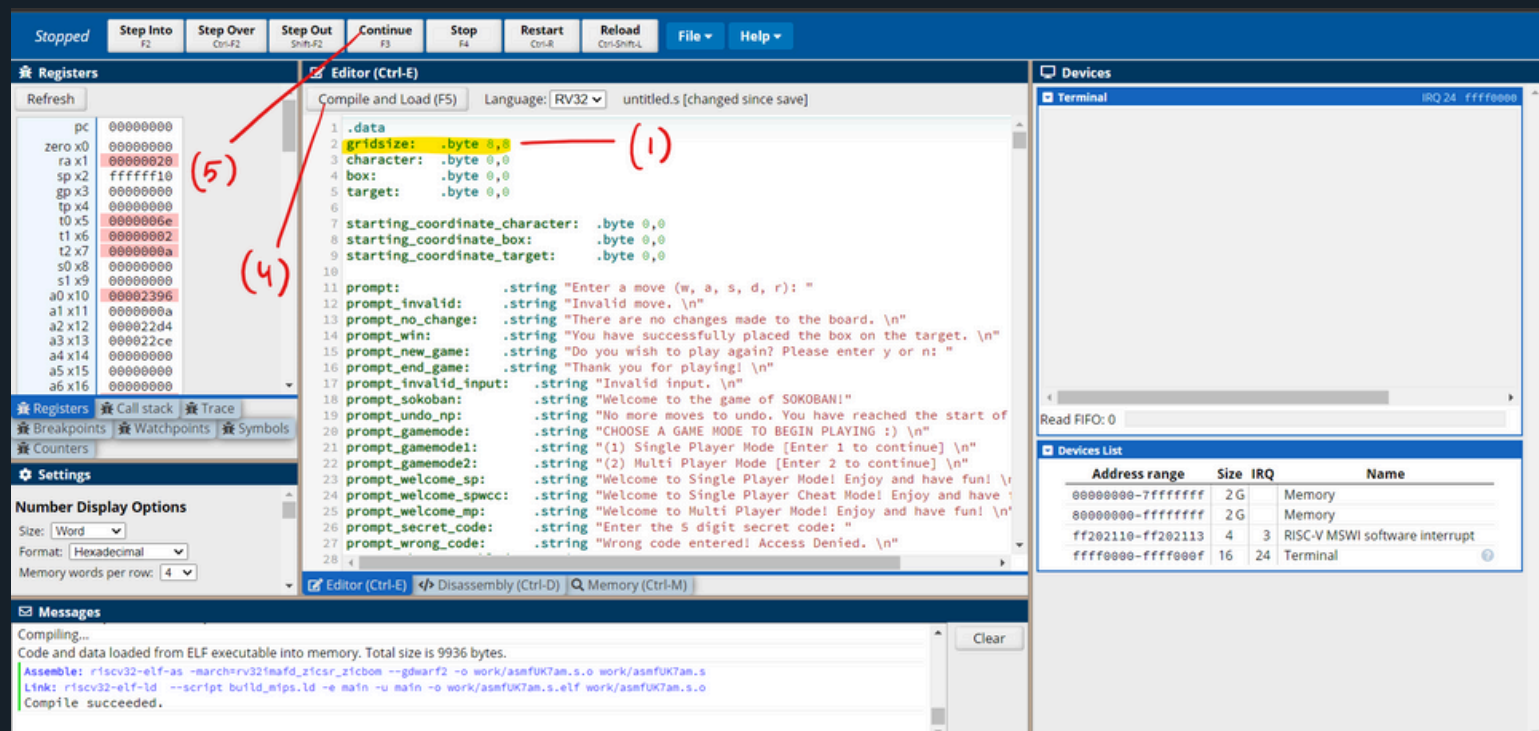 Stopped
Step Into
F2
Step Over
Ctrl-F2
Step Out
Shift-F2
Continue
F3
Stop
F4
Restart
Ctrl-R
Reload
Ctrl-Shift-L
File
Help
Registers
Refresh
pc 00000000
zero x0 00000000
ra x1 00000020
sp x2 ffffff10
gp x3 00000000
tp x4 00000000
t0 x5 0000006e
t1 x6 00000002
t2 x7 0000000a
s0 x8 00000000
s1 x9 00000000
a0 x10 00002396
a1 x11 0000000a
a2 x12 000022d4
a3 x13 000022ce
a4 x14 00000000
a5 x15 00000000
a6 x16 00000000
(5)
(4)
Registers Call stack Trace
Breakpoints Watchpoints Symbols
Counters
Settings
Number Display Options
Size: Word
Format: Hexadecimal
Memory words per row: 4
Editor (Ctrl-E)
Compile and Load (F5) Language: RV32 untitled.s [changed since save]
1 .data
2 gridsize: .byte 8,8
(1)
3 character: .byte 0,0
4 box: .byte 0,0
5 target: .byte 0,0
6
7 starting_coordinate_character: .byte 0,0
8 starting_coordinate_box: .byte 0,0
9 starting_coordinate_target: .byte 0,0
10
11 prompt: .string "Enter a move (w, a, s, d, r): "
12 prompt_invalid: .string "Invalid move. \n"
13 prompt_no_change: .string "There are no changes made to the board. \n"
14 prompt_win: .string "You have successfully placed the box on the target. \n"
15 prompt_new_game: .string "Do you wish to play again? Please enter y or n: "
16 prompt_end_game: .string "Thank you for playing! \n"
17 prompt_invalid_input: .string "Invalid input. \n"
18 prompt_sokoban: .string "Welcome to the game of SOKOBAN!"
19 prompt_undo_np: .string "No more moves to undo. You have reached the start of
20 prompt_gamemode: .string "CHOOSE A GAME MODE TO BEGIN PLAYING :) \n"
21 prompt_gamemode1: .string "(1) Single Player Mode [Enter 1 to continue] \n"
22 prompt_gamemode2: .string "(2) Multi Player Mode [Enter 2 to continue] \n"
23 prompt_welcome_sp: .string "Welcome to Single Player Mode! Enjoy and have fun! \n
24 prompt_welcome_spwcc: .string "Welcome to Single Player Cheat Mode! Enjoy and have
25 prompt_welcome_mp: .string "Welcome to Multi Player Mode! Enjoy and have fun! \n"
26 prompt_secret_code: .string "Enter the 5 digit secret code: "
27 prompt_wrong_code: .string "Wrong code entered! Access Denied. \n"
28
Editor (Ctrl-E) Disassembly (Ctrl-D) Memory (Ctrl-M)
Messages
Compiling...
Code and data loaded from ELF executable into memory. Total size is 9936 bytes.
Assemble: riscv32-elf-as -march=rv32imafd_zicsr_zicbom --gdwarf2 -o work/asmfUK7am.s.o work/asmfUK7am.s
Link: riscv32-elf-ld --script build_mips.ld -e main -u main -o work/asmfUK7am.s.elf work/asmfUK7am.s.o
Compile succeeded.
Clear
Devices
Terminal IRQ 24 ffff0000
Read FIFO: 0
Devices List
Address range Size IRQ Name
00000000-7fffffff 2 G Memory
80000000-ffffffff 2 G Memory
ff202110-ff202113 4 3 RISC-V MSWI software interrupt
ffff0000-ffff000f 16 24 Terminal